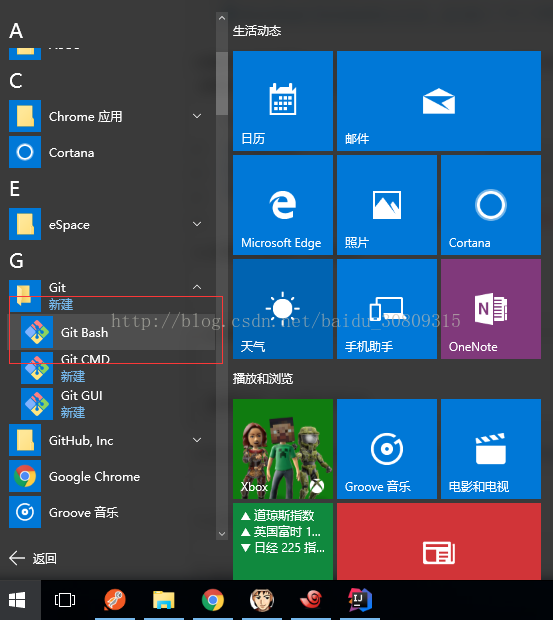 A
C
Chrome 应用
Cortana
E
eSpace
G
Git
新建
Git Bash
Git CMD
新建
Git GUI
新建
GitHub, Inc
Google Chrome
Groove 音乐
返回
生活动态
日历
邮件
Microsoft Edge
照片
Cortana
天气
手机助手
OneNote
播放和浏览
Xbox
Groove 音乐
电影和电视
▲ 道琼斯指数
▲ 英国富时 1...
▼ 日经 225 指...
http://blog.csdn.net/baidu_30809315